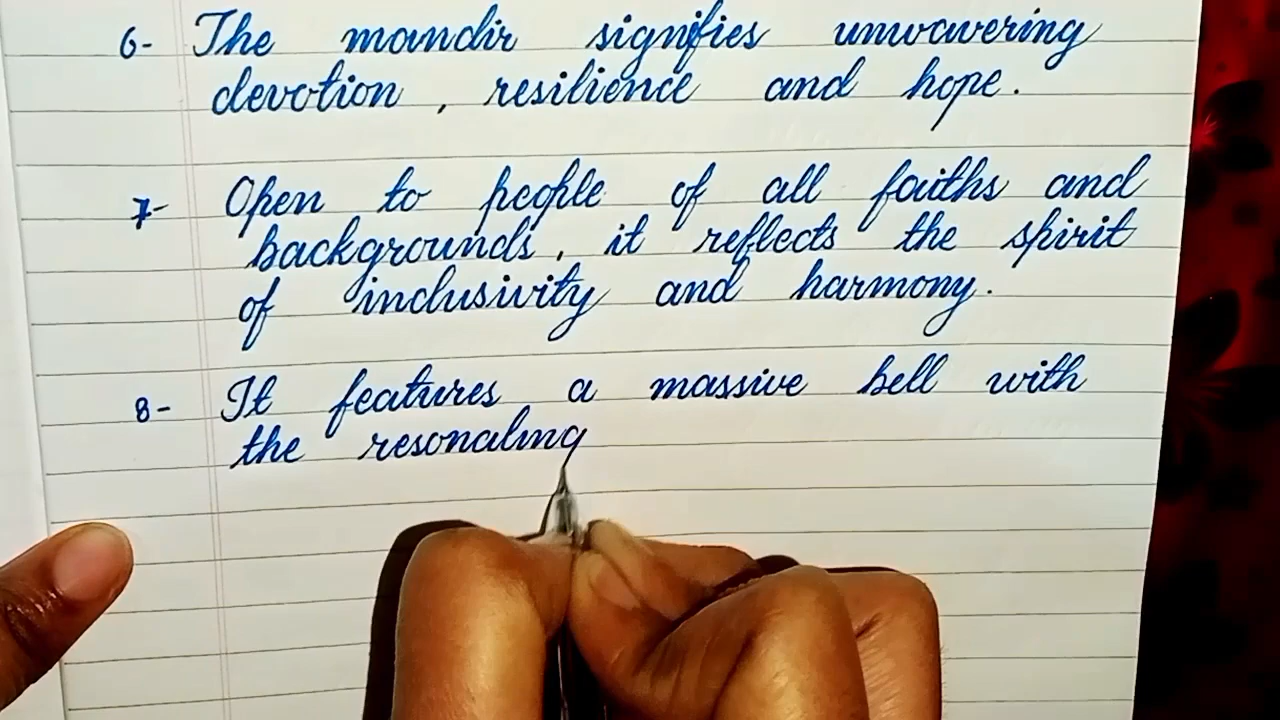 6- The mandir signifies unwavering
devotion , resilience and hope.
7- Open to people of all faiths and
backgrounds, it reflects the spirit
of inclusivity and harmony.
8- It features a massive bell with
the resonating